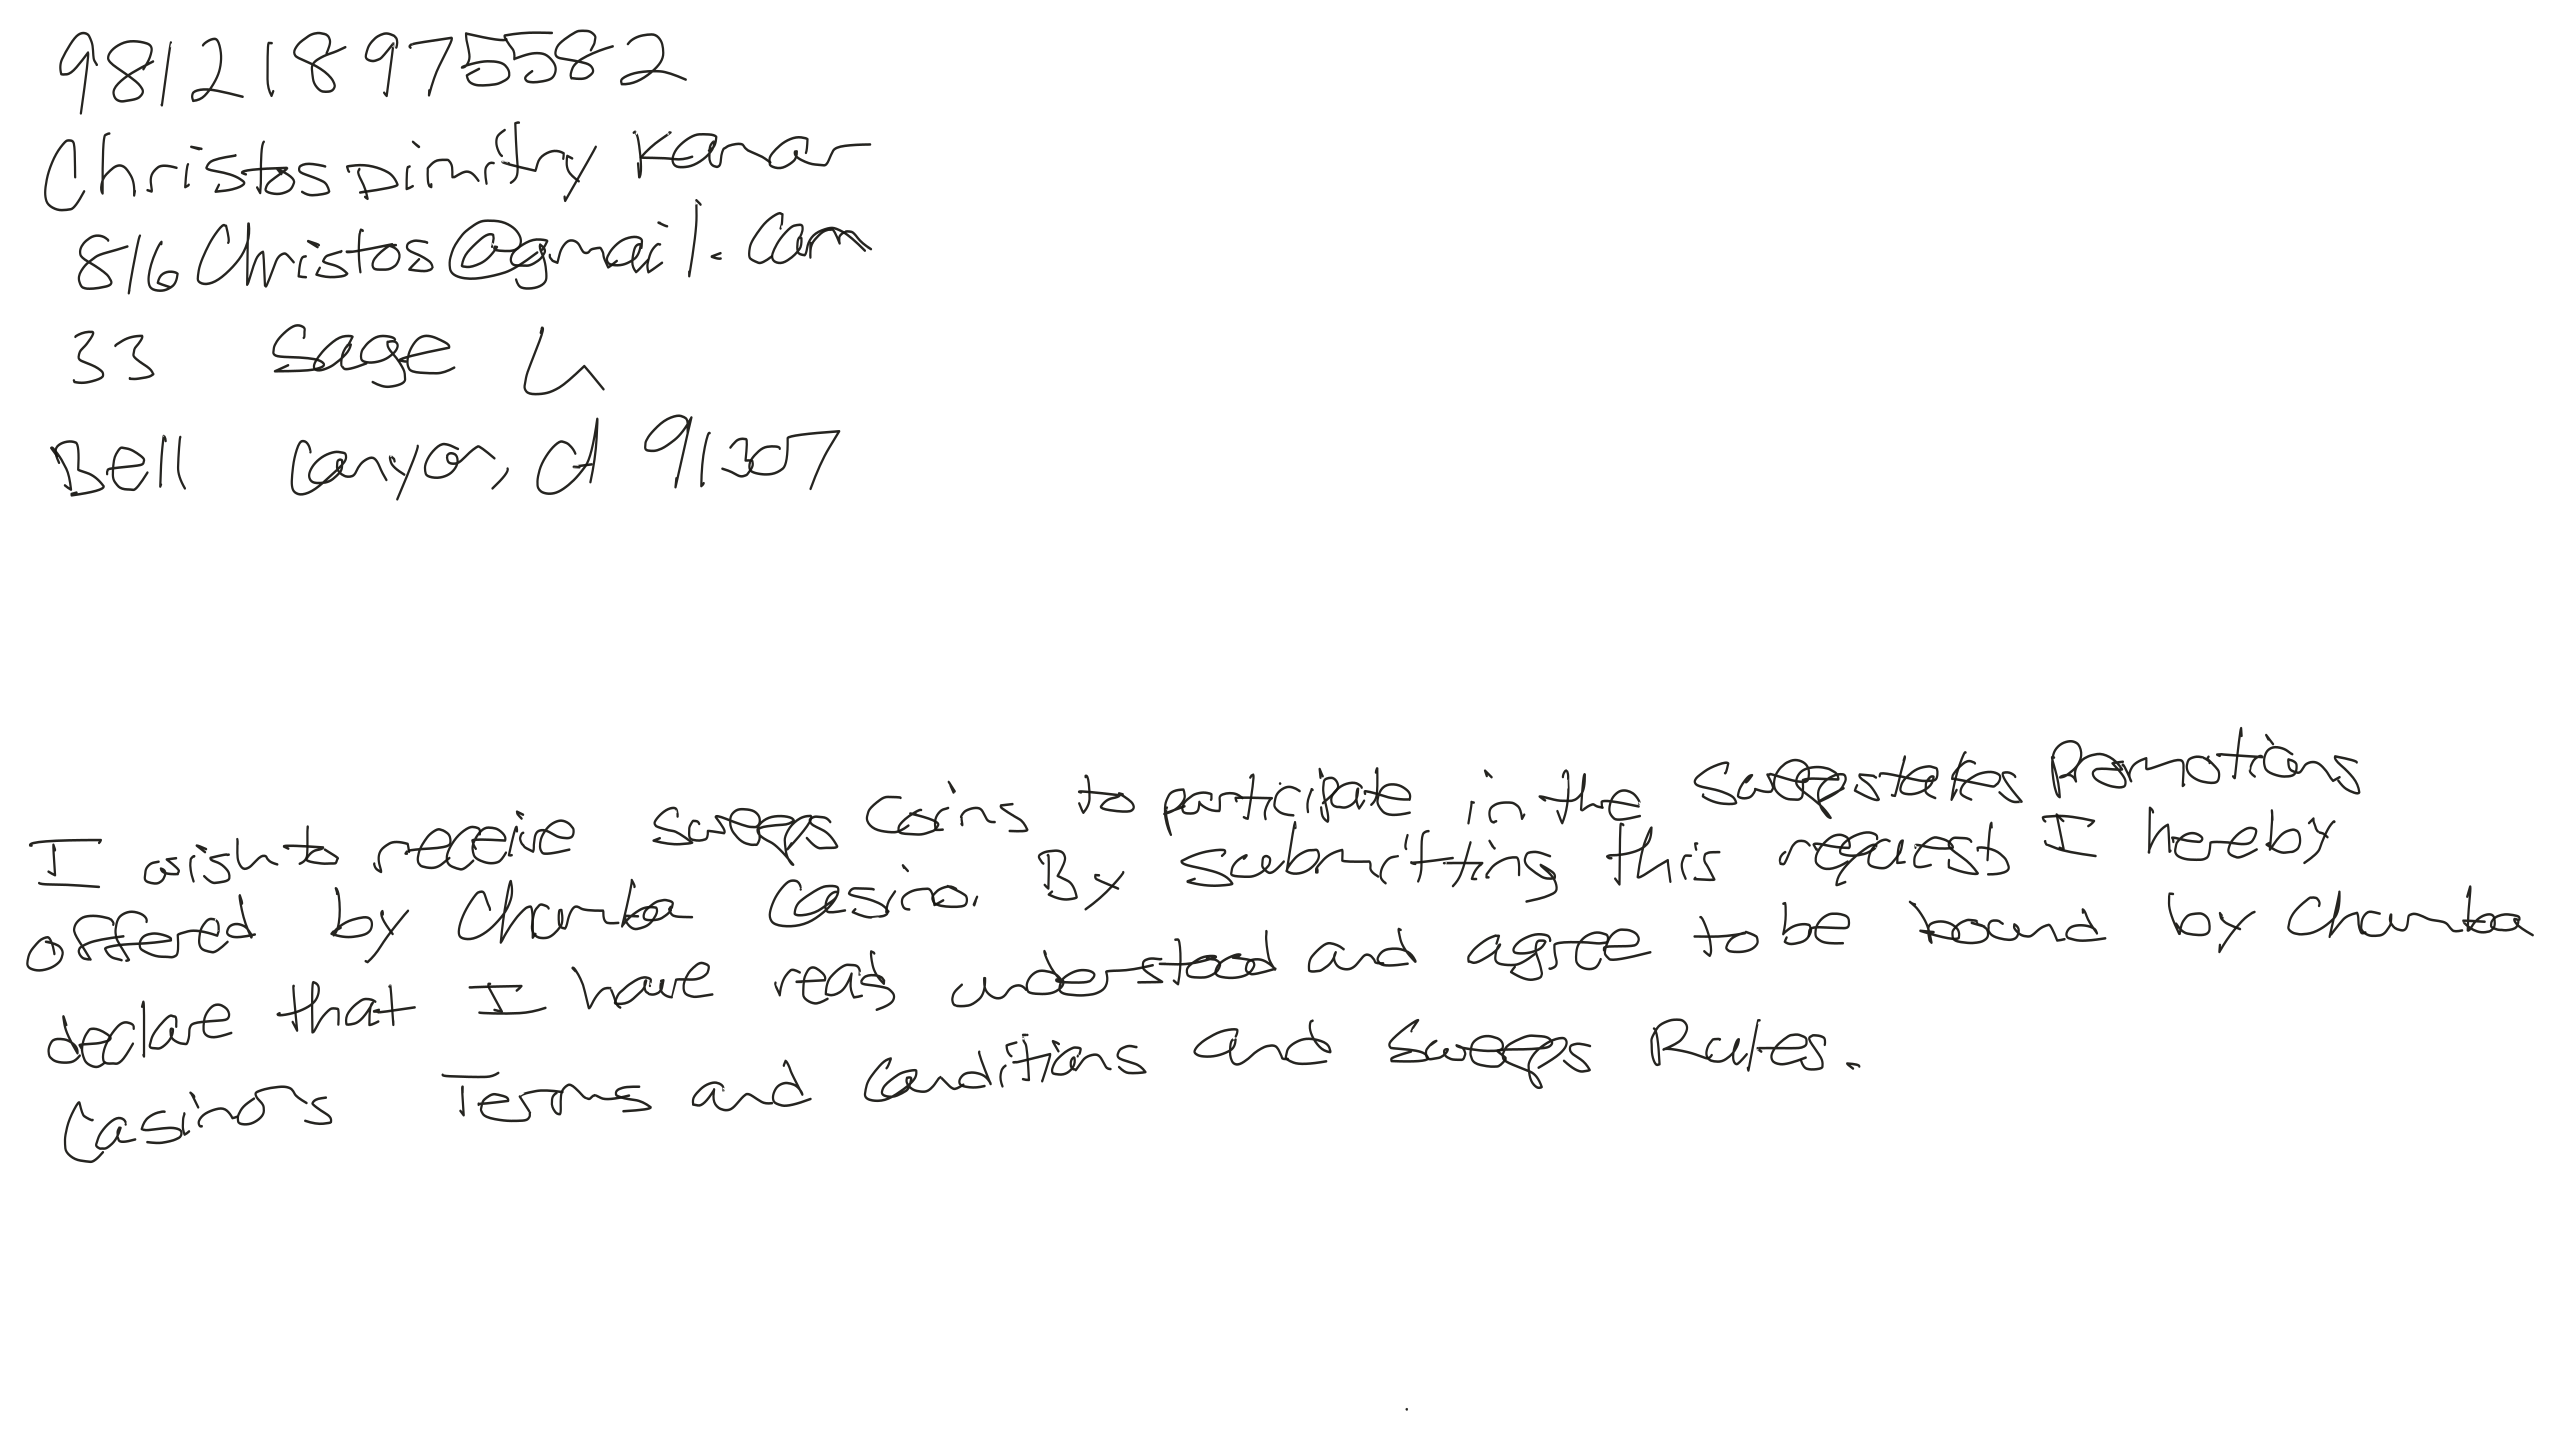 981218975582
Christos Dimitry Kanar
816Christos@gmail.com
33 Sage Ln
Bell Canyon, CA 91307
I wish to receive sweeps coins to participate in the sweepstakes promotions
offered by Chumba Casino. By submitting this request I hereby
declare that I have read understood and agree to be bound by Chumba
Casinos Terms and Conditions and Sweeps Rules.